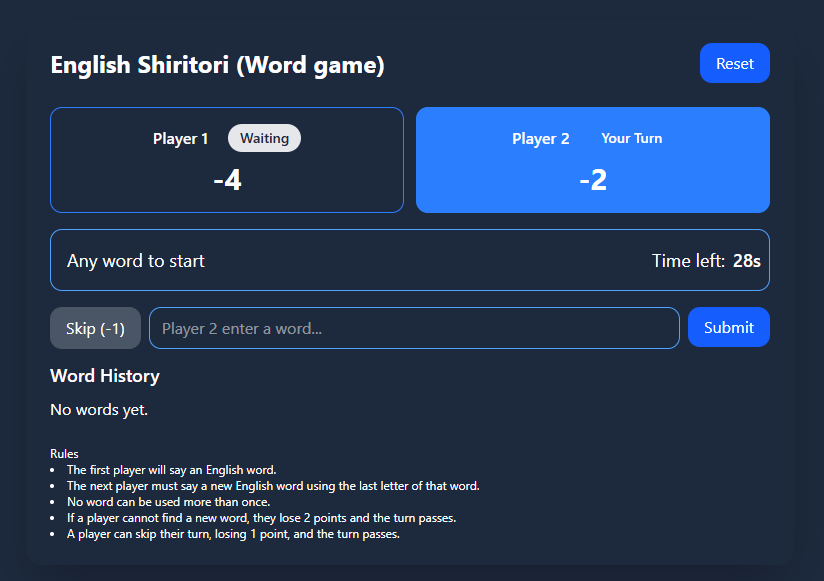 English Shiritori (Word game)
Reset
Player 1
Waiting
-4
Player 2
Your Turn
-2
Any word to start
Time left: 28s
Skip (-1)
Player 2 enter a word...
Submit
Word History
No words yet.
Rules
• The first player will say an English word.
• The next player must say a new English word using the last letter of that word.
• No word can be used more than once.
• If a player cannot find a new word, they lose 2 points and the turn passes.
• A player can skip their turn, losing 1 point, and the turn passes.